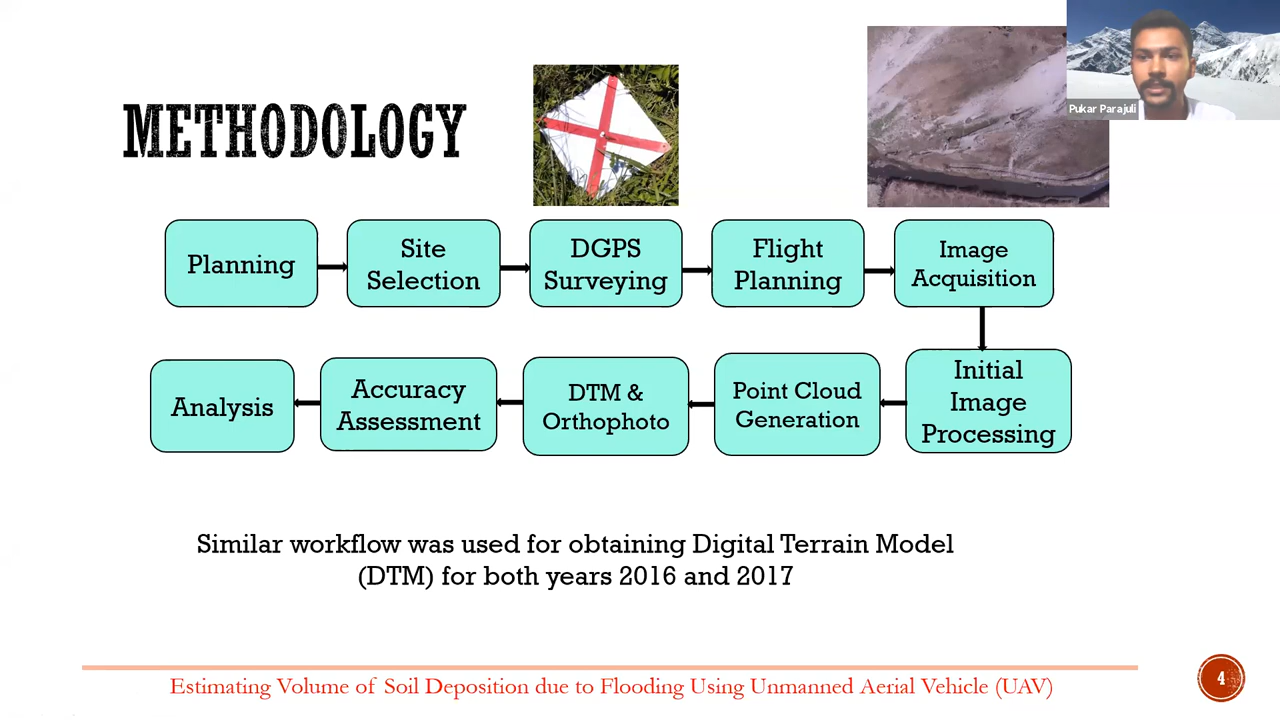 METHODOLOGY
Pukar Parajuli
Planning
Site
Selection
DGPS
Surveying
Flight
Planning
Image
Acquisition
Initial
Image
Processing
Point Cloud
Generation
DTM &
Orthophoto
Accuracy
Assessment
Analysis
Similar workflow was used for obtaining Digital Terrain Model
(DTM) for both years 2016 and 2017
Estimating Volume of Soil Deposition due to Flooding Using Unmanned Aerial Vehicle (UAV)
4